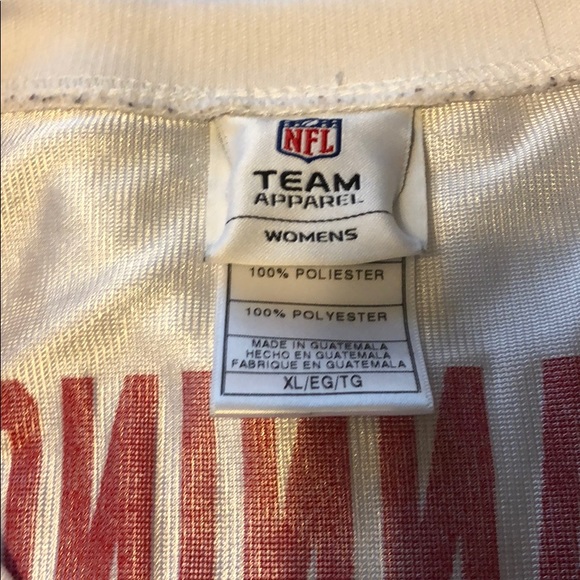 NFL
TEAM
APPAREL
WOMENS
100% POLIESTER
100% POLYESTER
MADE IN GUATEMALA
HECHO EN GUATEMALA
FABRIQUE EN GUATEMALA
XL/EG/TG